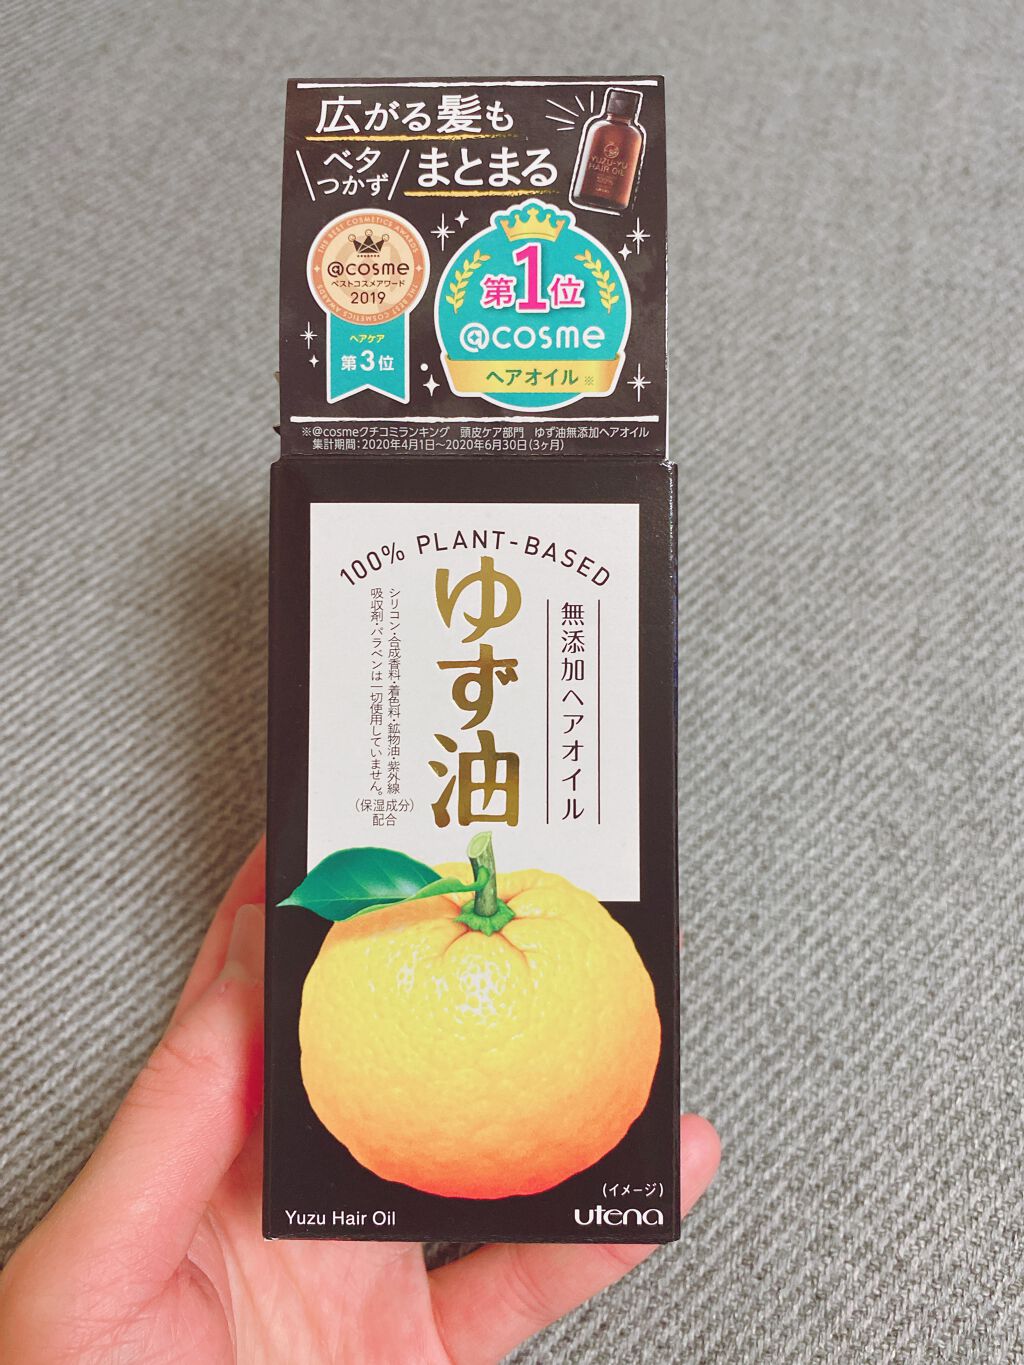 広がる髪も
ベタつかず
まとまる
YUZU-YU
HAIR OIL
THE BEST COSMETICS AWARDS
@cosme
ベストコスメアワード
2019
THE BEST COSMETICS AWARDS
ヘアケア
第3位
第1位
@cosme
ヘアオイル※
※@cosmeクチコミランキング 頭皮ケア部門 ゆず油無添加ヘアオイル
集計期間:2020年4月1日〜2020年6月30日(3ヶ月)
100% PLANT-BASED
無添加ヘアオイル
ゆず油
(保湿成分)
配合
シリコン・合成香料・着色料・鉱物油・紫外線
吸収剤・パラベンは一切使用していません。
(イメージ)
Yuzu Hair Oil
utena